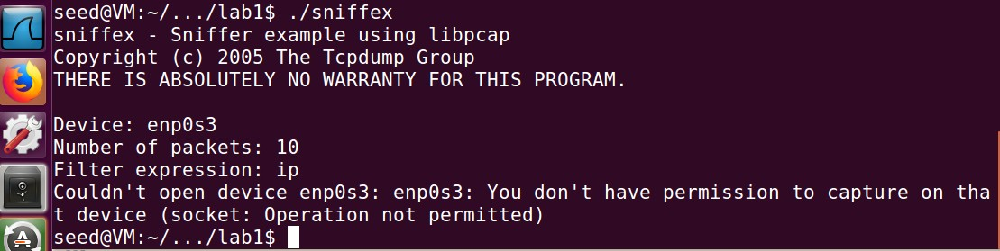 seed@VM:~/.../lab1$ ./sniffex
sniffex - Sniffer example using libpcap
Copyright (c) 2005 The Tcpdump Group
THERE IS ABSOLUTELY NO WARRANTY FOR THIS PROGRAM.

Device: enp0s3
Number of packets: 10
Filter expression: ip
Couldn't open device enp0s3: enp0s3: You don't have permission to capture on tha
t device (socket: Operation not permitted)
seed@VM:~/.../lab1$